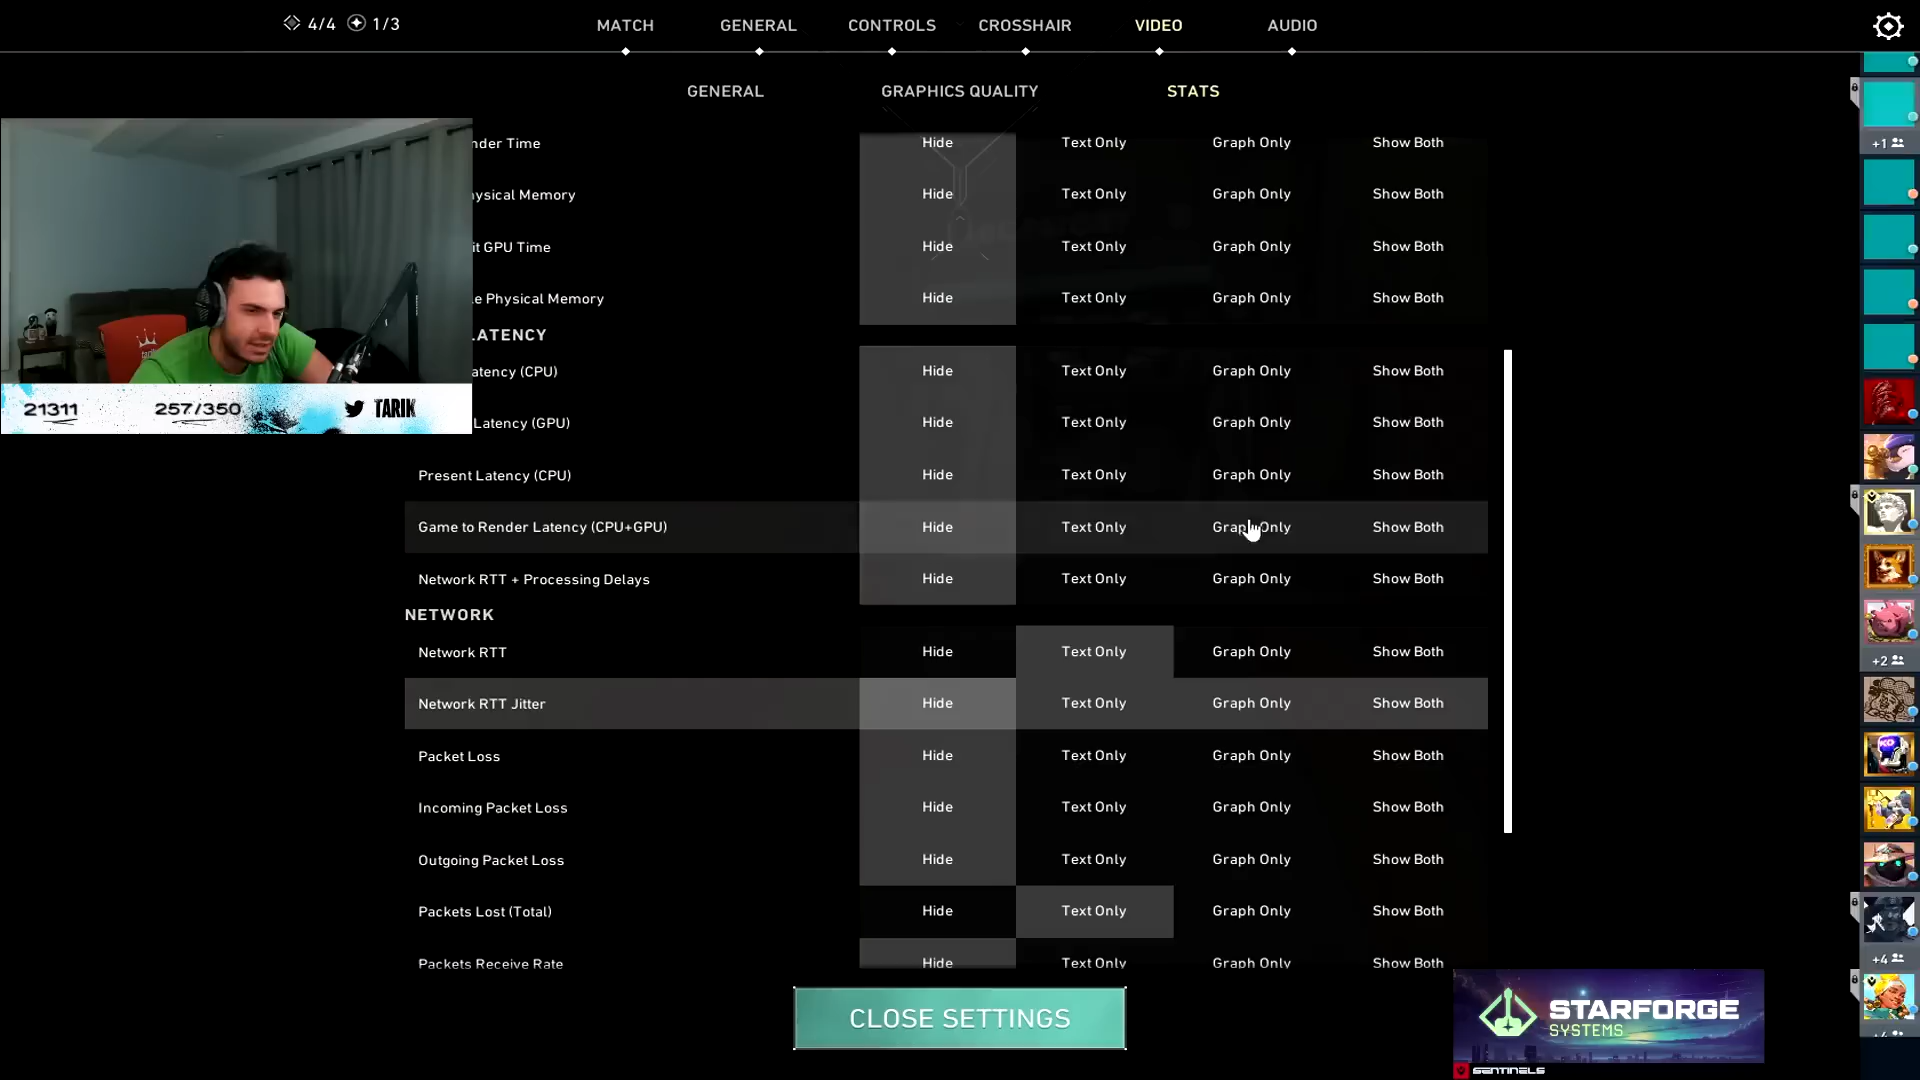 4/4 1/3 MATCH GENERAL CONTROLS CROSSHAIR VIDEO AUDIO
GENERAL GRAPHICS QUALITY STATS
nder Time Hide Text Only Graph Only Show Both
ysical Memory Hide Text Only Graph Only Show Both
it GPU Time Hide Text Only Graph Only Show Both
e Physical Memory Hide Text Only Graph Only Show Both
LATENCY
atency (CPU) Hide Text Only Graph Only Show Both
Latency (GPU) Hide Text Only Graph Only Show Both
Present Latency (CPU) Hide Text Only Graph Only Show Both
Game to Render Latency (CPU+GPU) Hide Text Only Graph Only Show Both
Network RTT + Processing Delays Hide Text Only Graph Only Show Both
NETWORK
Network RTT Hide Text Only Graph Only Show Both
Network RTT Jitter Hide Text Only Graph Only Show Both
Packet Loss Hide Text Only Graph Only Show Both
Incoming Packet Loss Hide Text Only Graph Only Show Both
Outgoing Packet Loss Hide Text Only Graph Only Show Both
Packets Lost (Total) Hide Text Only Graph Only Show Both
Packets Receive Rate Hide Text Only Graph Only Show Both
CLOSE SETTINGS
21311 257/350 TARIK
+1
+2
+4
STARFORGE
SYSTEMS
SENTINELS